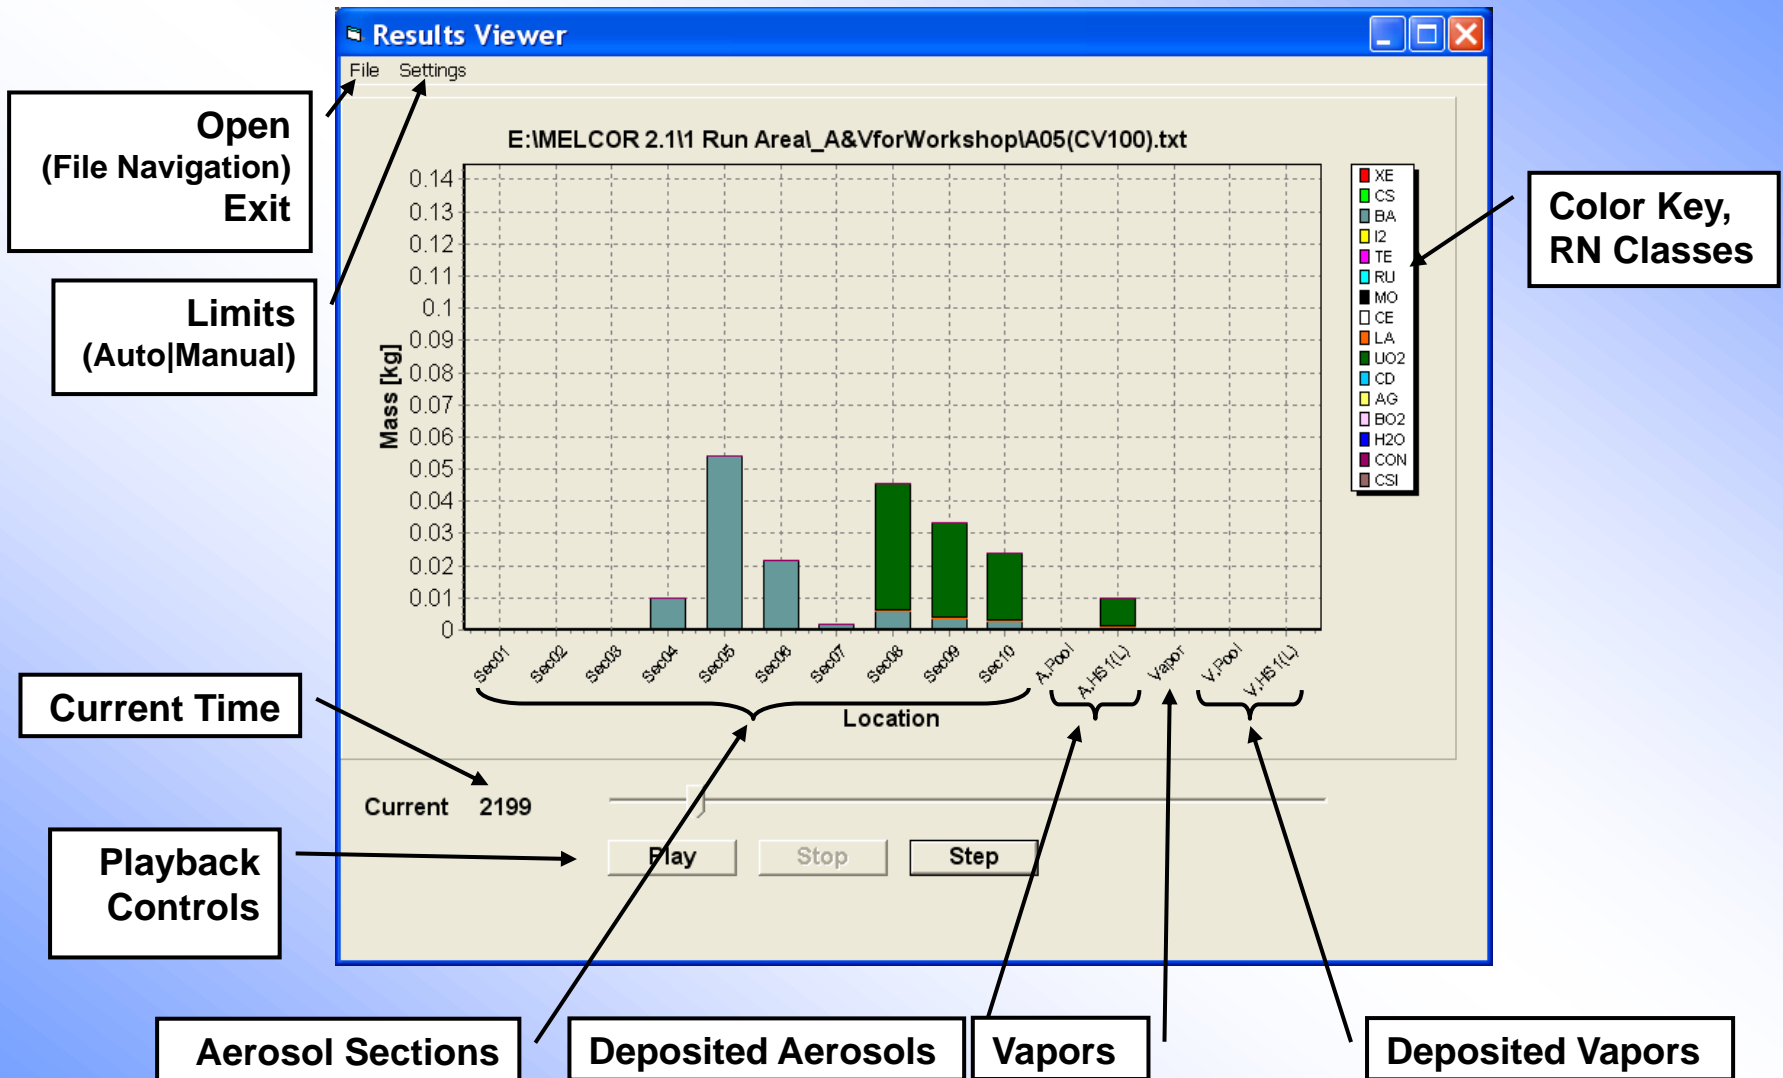 Results Viewer
File Settings
Open
(File Navigation)
Exit
Limits
(Auto|Manual)
E:\MELCOR 2.1\1 Run Area\_A&VforWorkshop\A05(CV100).txt
Mass [kg]
0.14
0.13
0.12
0.11
0.1
0.09
0.08
0.07
0.06
0.05
0.04
0.03
0.02
0.01
0
Sec01
Sec02
Sec03
Sec04
Sec05
Sec06
Sec07
Sec08
Sec09
Sec10
A,Pool
A,HS1(L)
Vapor
V,Pool
V,HS1(L)
Location
XE
CS
BA
I2
TE
RU
MO
CE
LA
UO2
CD
AG
BO2
H2O
CON
CSI
Color Key,
RN Classes
Current Time
Current 2199
Playback
Controls
Play Stop Step
Aerosol Sections
Deposited Aerosols
Vapors
Deposited Vapors